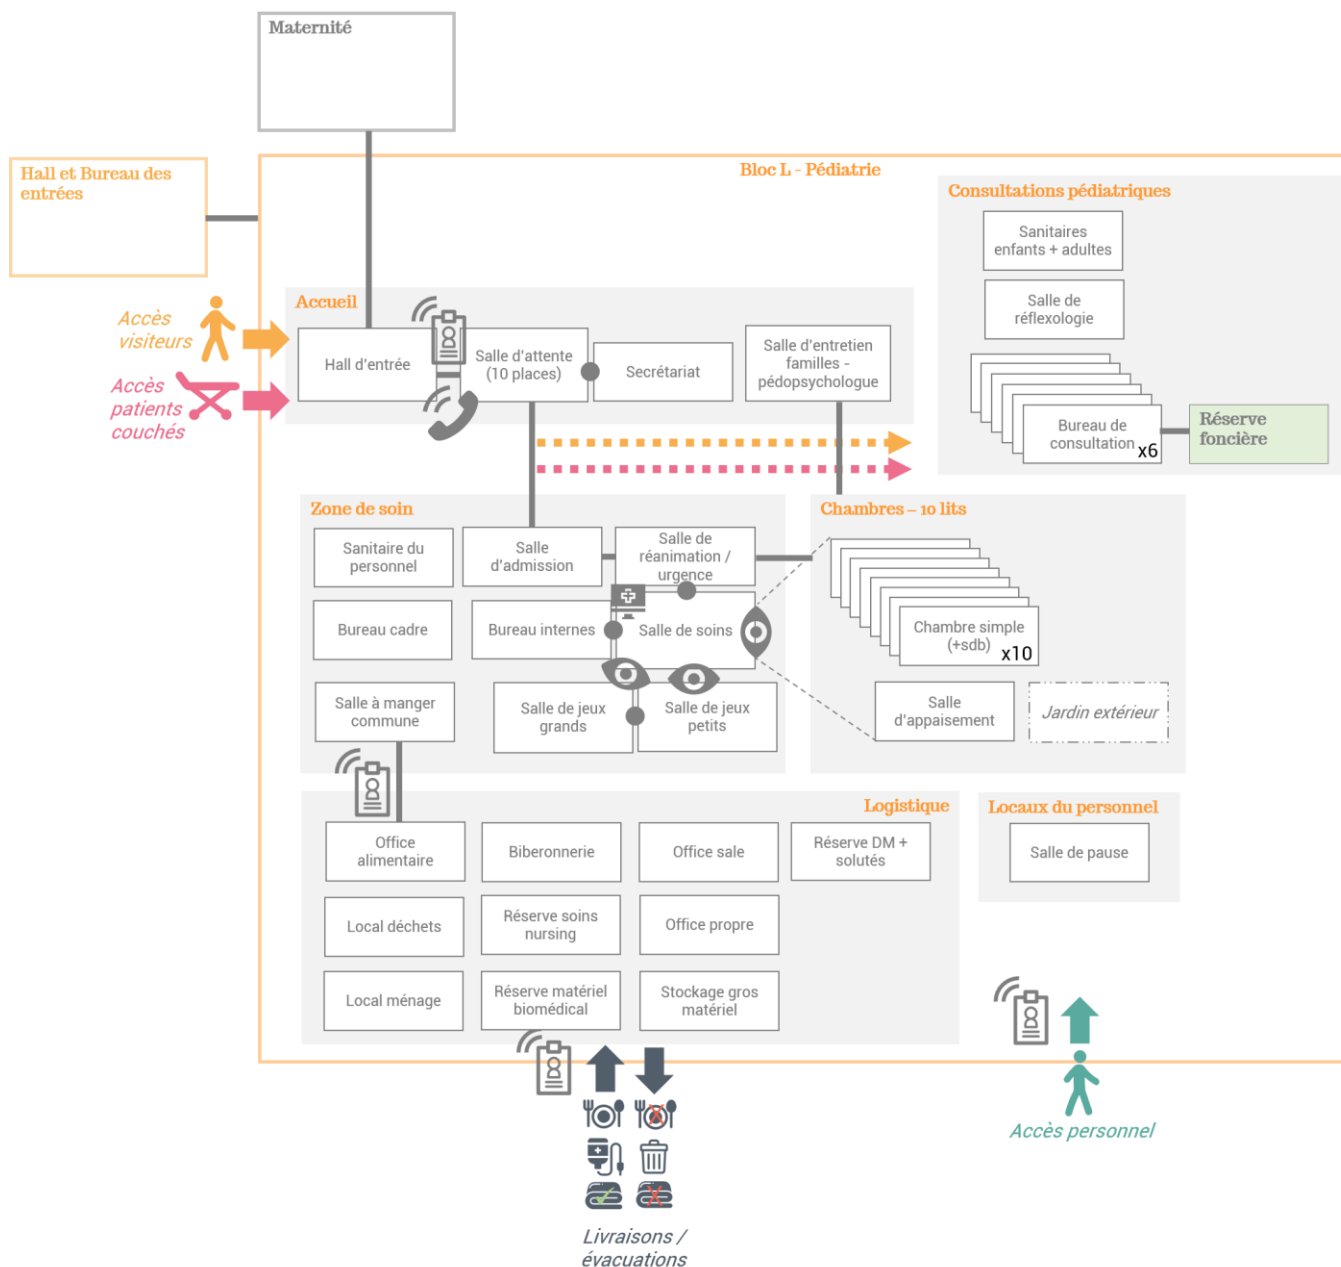 Maternité
Hall et Bureau des
entrées
Bloc L - Pédiatrie
Consultations pédiatriques
Sanitaires
enfants + adultes
Salle de
réflexologie
Bureau de
consultation
x6
Réserve
foncière
Accès
visiteurs
Accès
patients
couchés
Accueil
Hall d'entrée
Salle d'attente
(10 places)
Secrétariat
Salle d'entretien
familles -
pédopsychologue
Zone de soin
Sanitaire du
personnel
Salle
d'admission
Salle de
réanimation /
urgence
Bureau cadre
Bureau internes
Salle de soins
Salle à manger
commune
Salle de jeux
grands
Salle de jeux
petits
Chambres – 10 lits
Chambre simple
(+sdb)
x10
Salle
d'appaisement
Jardin extérieur
Logistique
Office
alimentaire
Biberonnerie
Office sale
Réserve DM +
solutés
Local déchets
Réserve soins
nursing
Office propre
Local ménage
Réserve matériel
biomédical
Stockage gros
matériel
Locaux du personnel
Salle de pause
Accès personnel
Livraisons /
évacuations